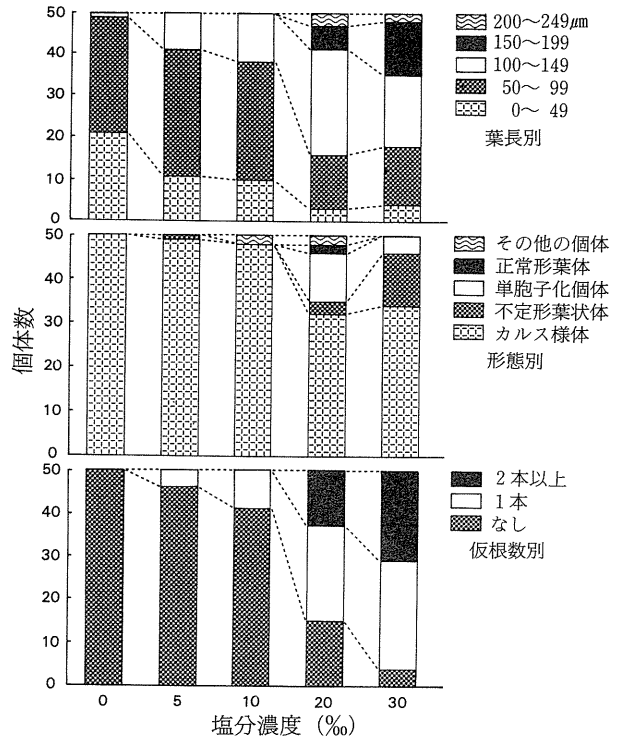 50
40
30
20
10
0
200～249μm
150～199
100～149
50～ 99
0～ 49
葉長別
50
40
30
20
10
0
その他の個体
正常形葉体
単胞子化個体
不定形葉状体
カルス様体
形態別
個体数
50
40
30
20
10
0
2本以上
1本
なし
仮根数別
0 5 10 20 30
塩分濃度 (‰)